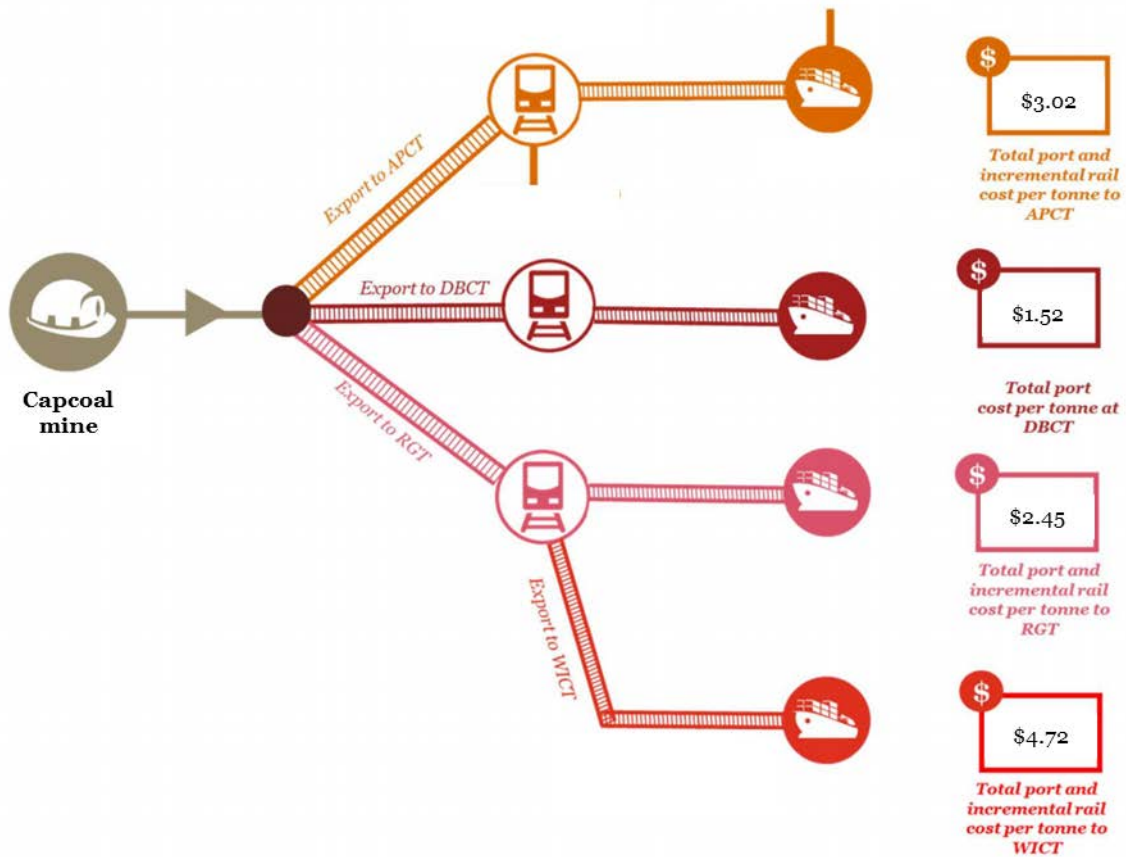 $
$3.02
Total port and
incremental rail
cost per tonne to
APCT
Export to APCT
Export to DBCT
$
$1.52
Total port
cost per tonne at
DBCT
Capcoal
mine
Export to RGT
$
$2.45
Total port and
incremental rail
cost per tonne to
RGT
Export to WICT
$
$4.72
Total port and
incremental rail
cost per tonne to
WICT